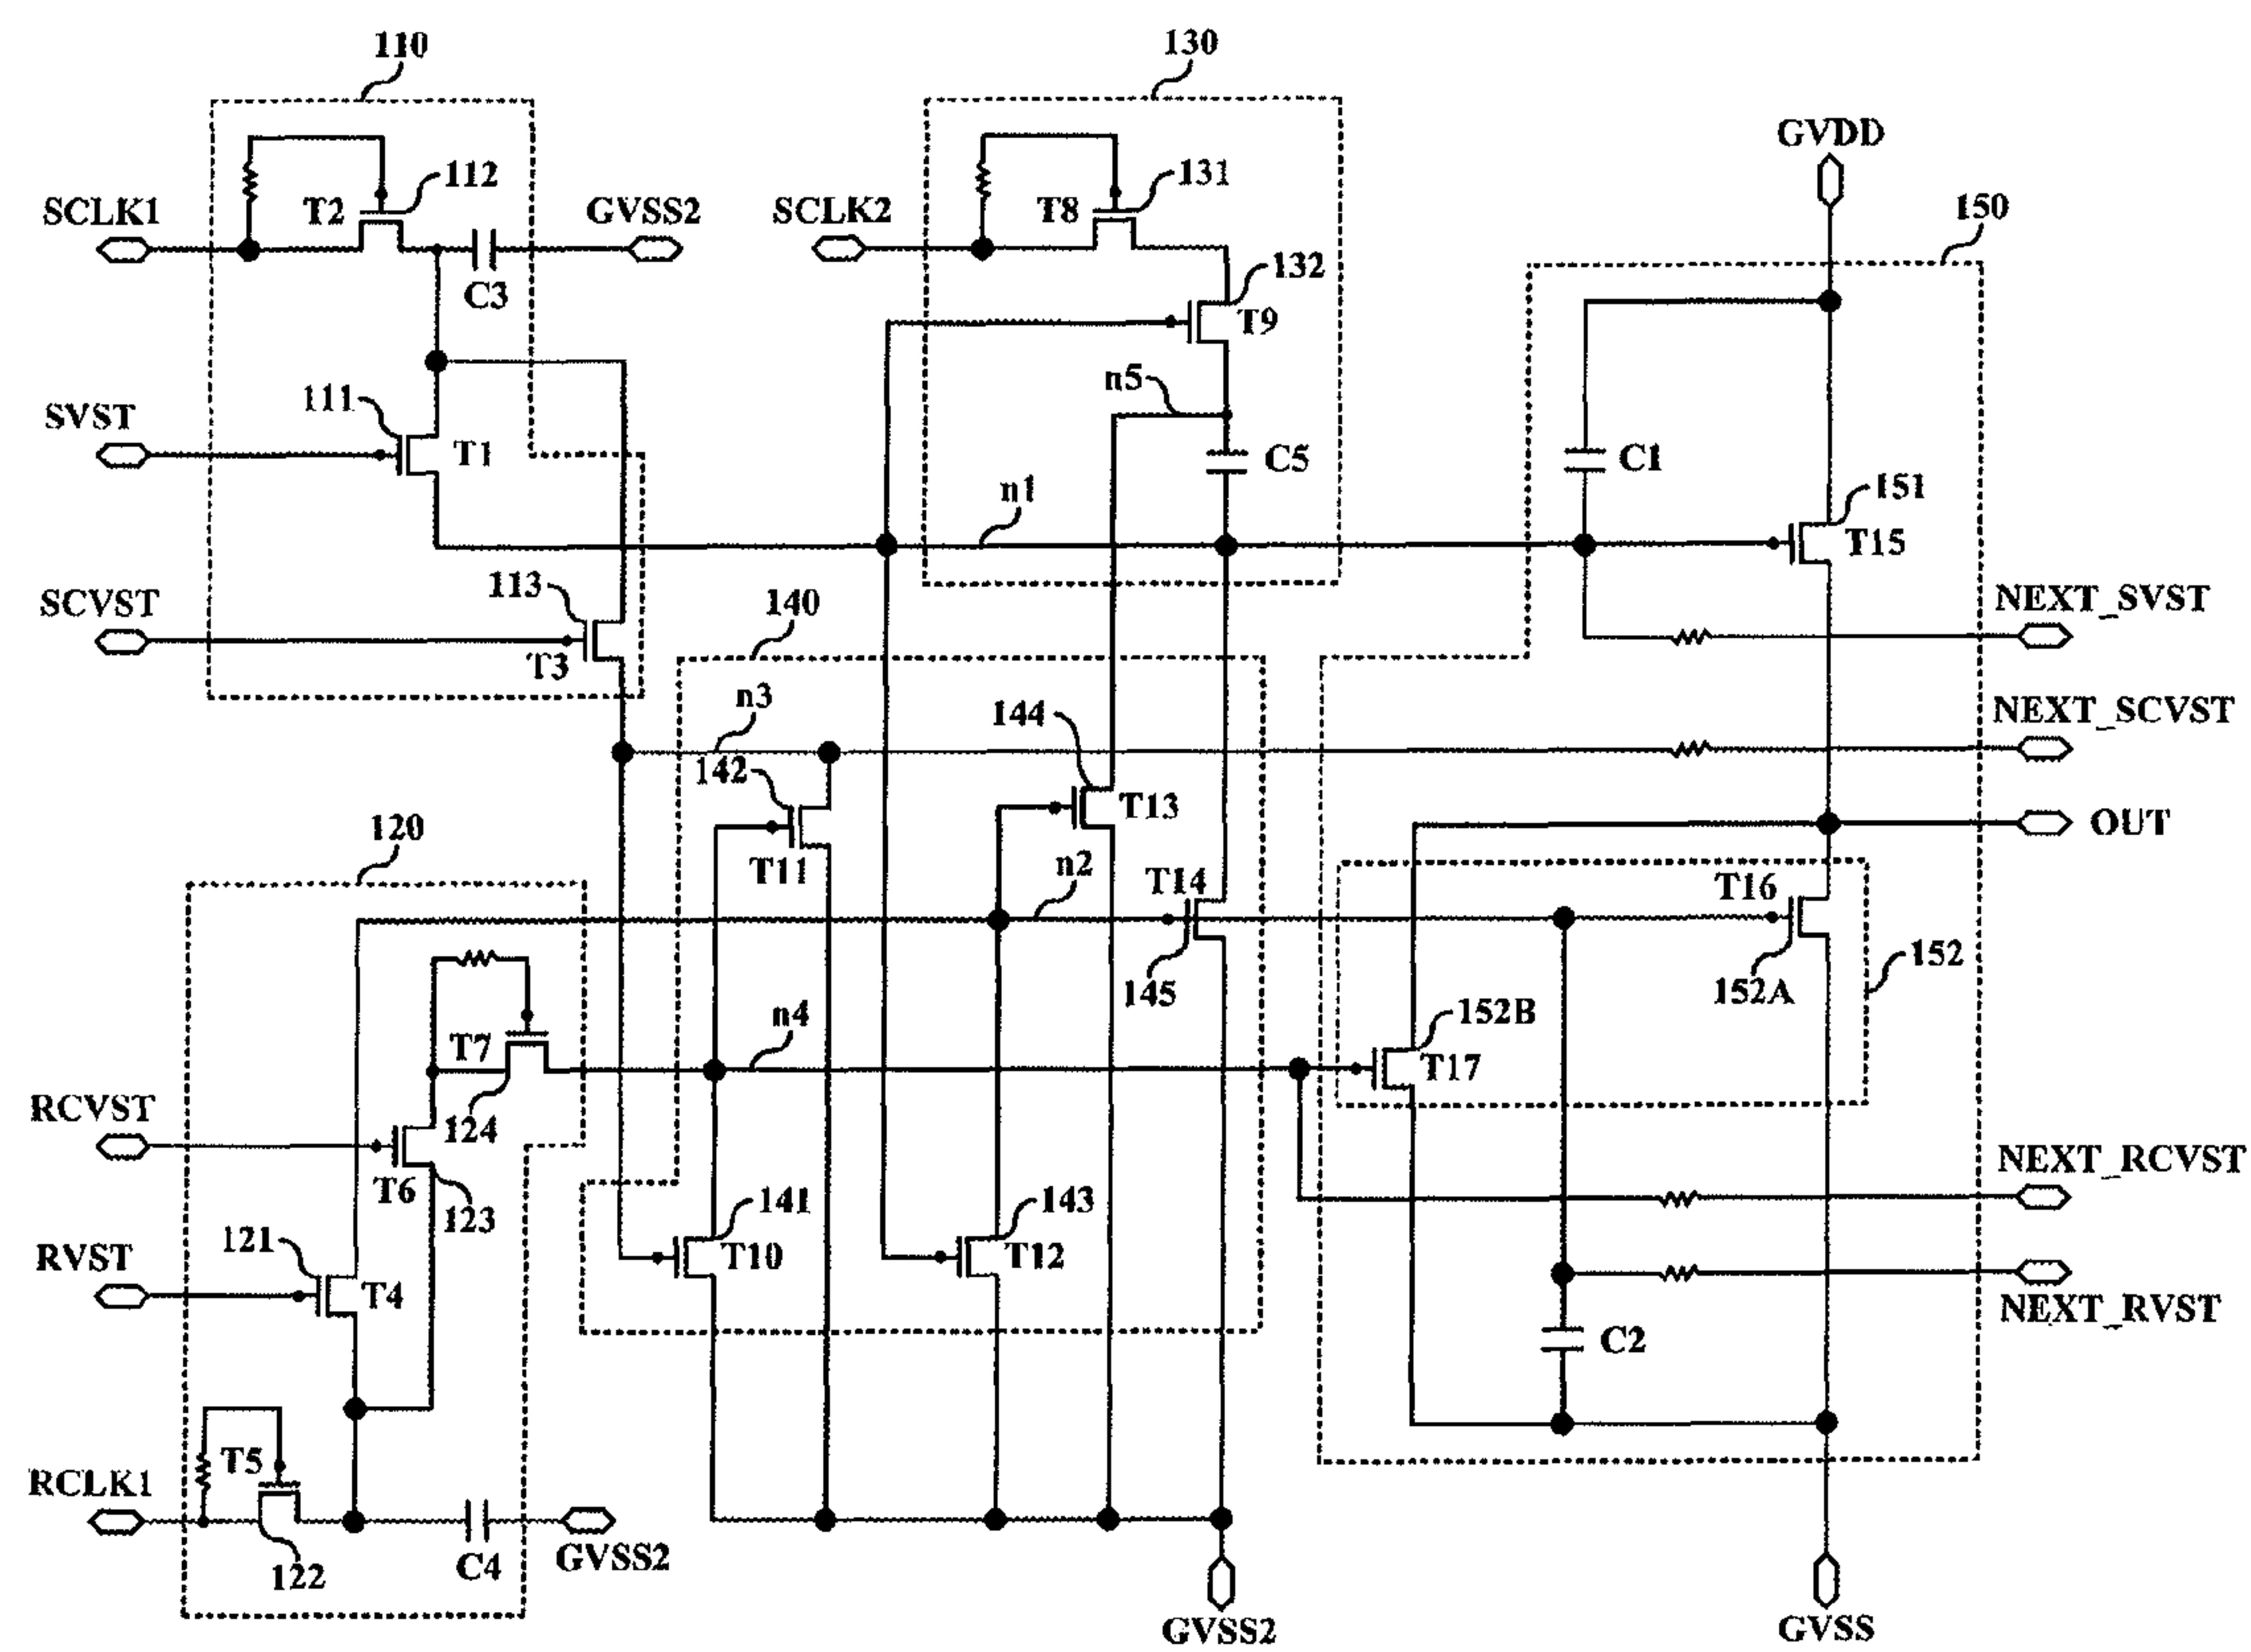 110
130
GVDD
112
131
150
SCLK1
T2
GVSS2
SCLK2
T8
132
C3
T9
n5
111
SVST
T1
C5
C1
n1
151
T15
113
SCVST
140
NEXT_SVST
T3
n3
144
NEXT_SCVST
142
T13
120
OUT
T11
n2
T14
T16
152
145
152A
n4
152B
T7
T17
RCVST
124
NEXT_RCVST
T6
123
141
143
121
RVST
T10
T12
T4
NEXT_RVST
C2
T5
RCLK1
C4
GVSS2
122
GVSS2
GVSS